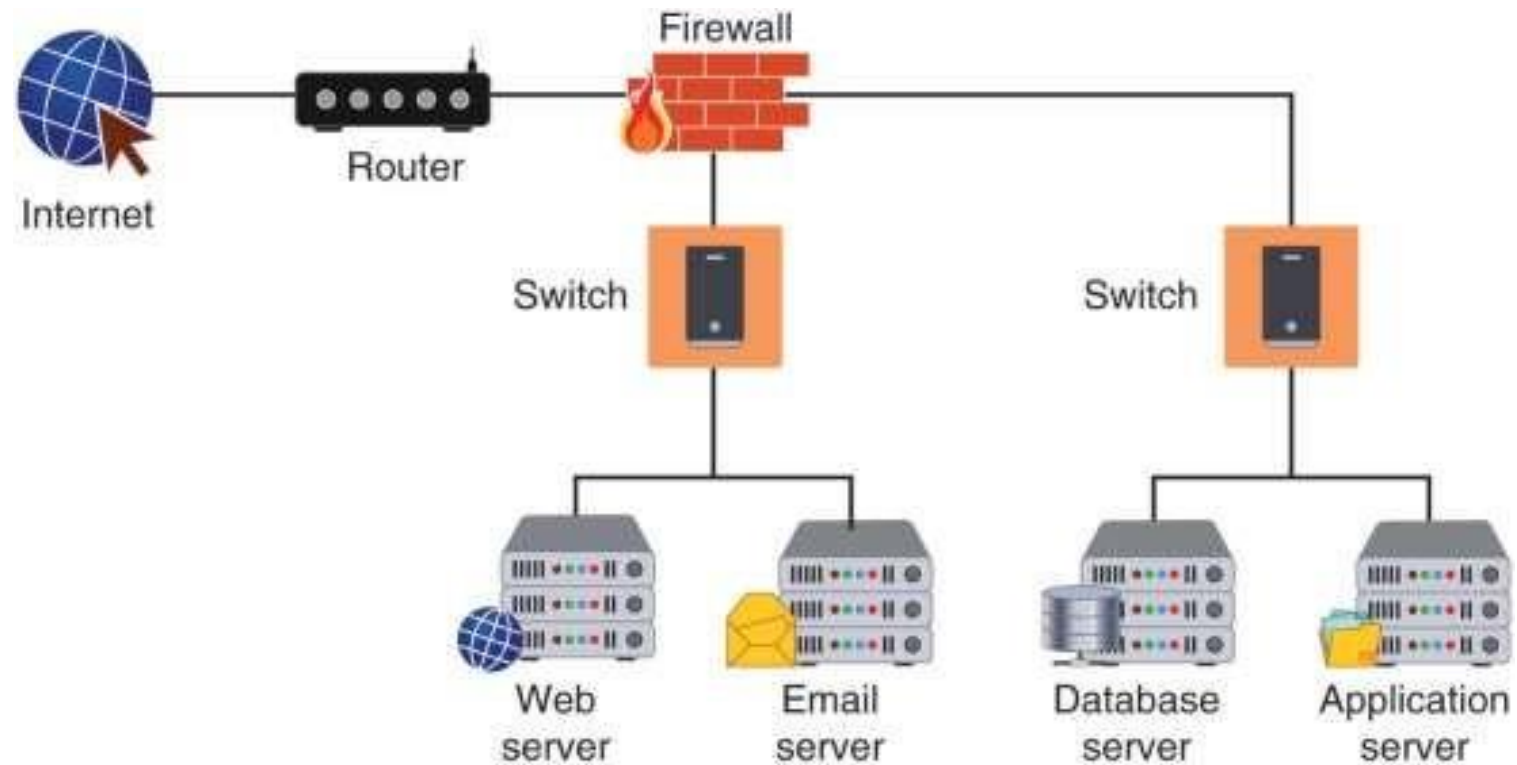 Firewall
Router
Internet
Switch
Switch
Web
server
Email
server
Database
server
Application
server